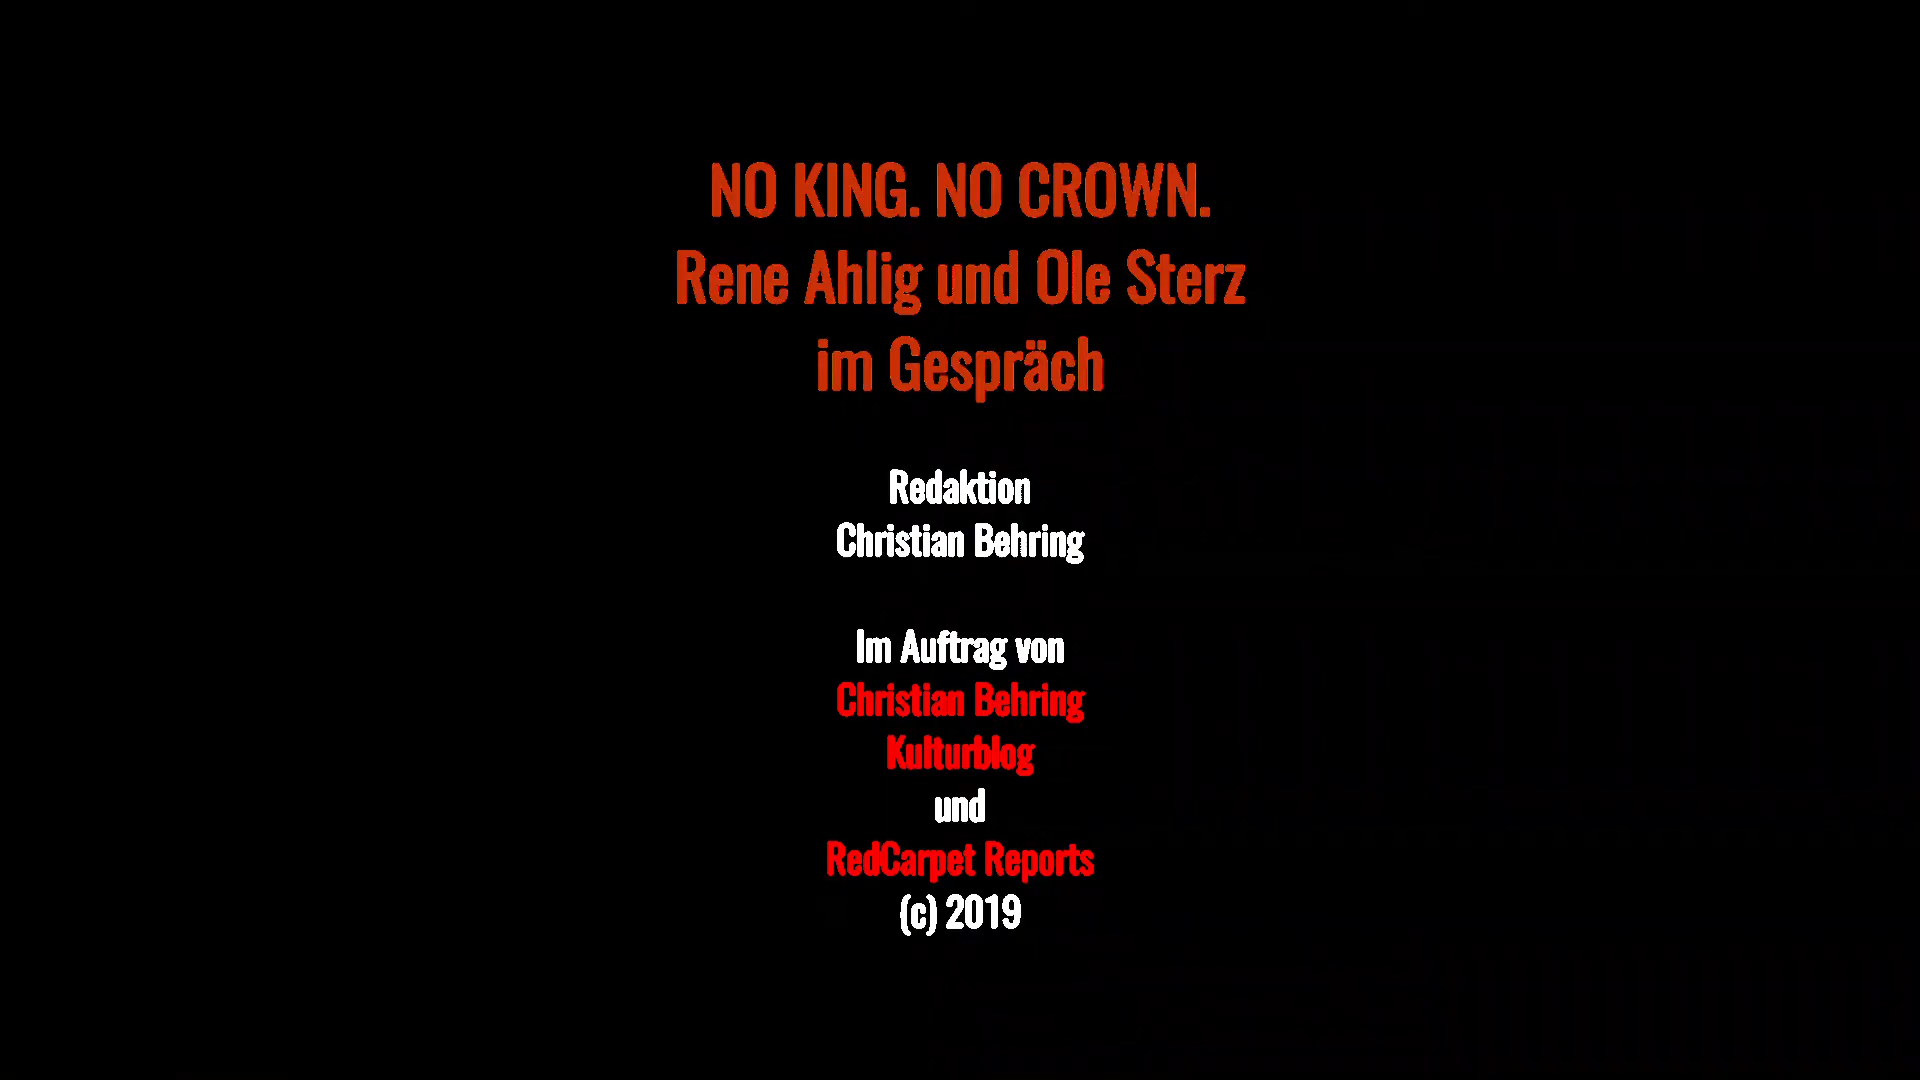 NO KING. NO CROWN.
Rene Ahlig und Ole Sterz
im Gespräch
Redaktion
Christian Behring
Im Auftrag von
Christian Behring
Kulturblog
und
RedCarpet Reports
(c) 2019